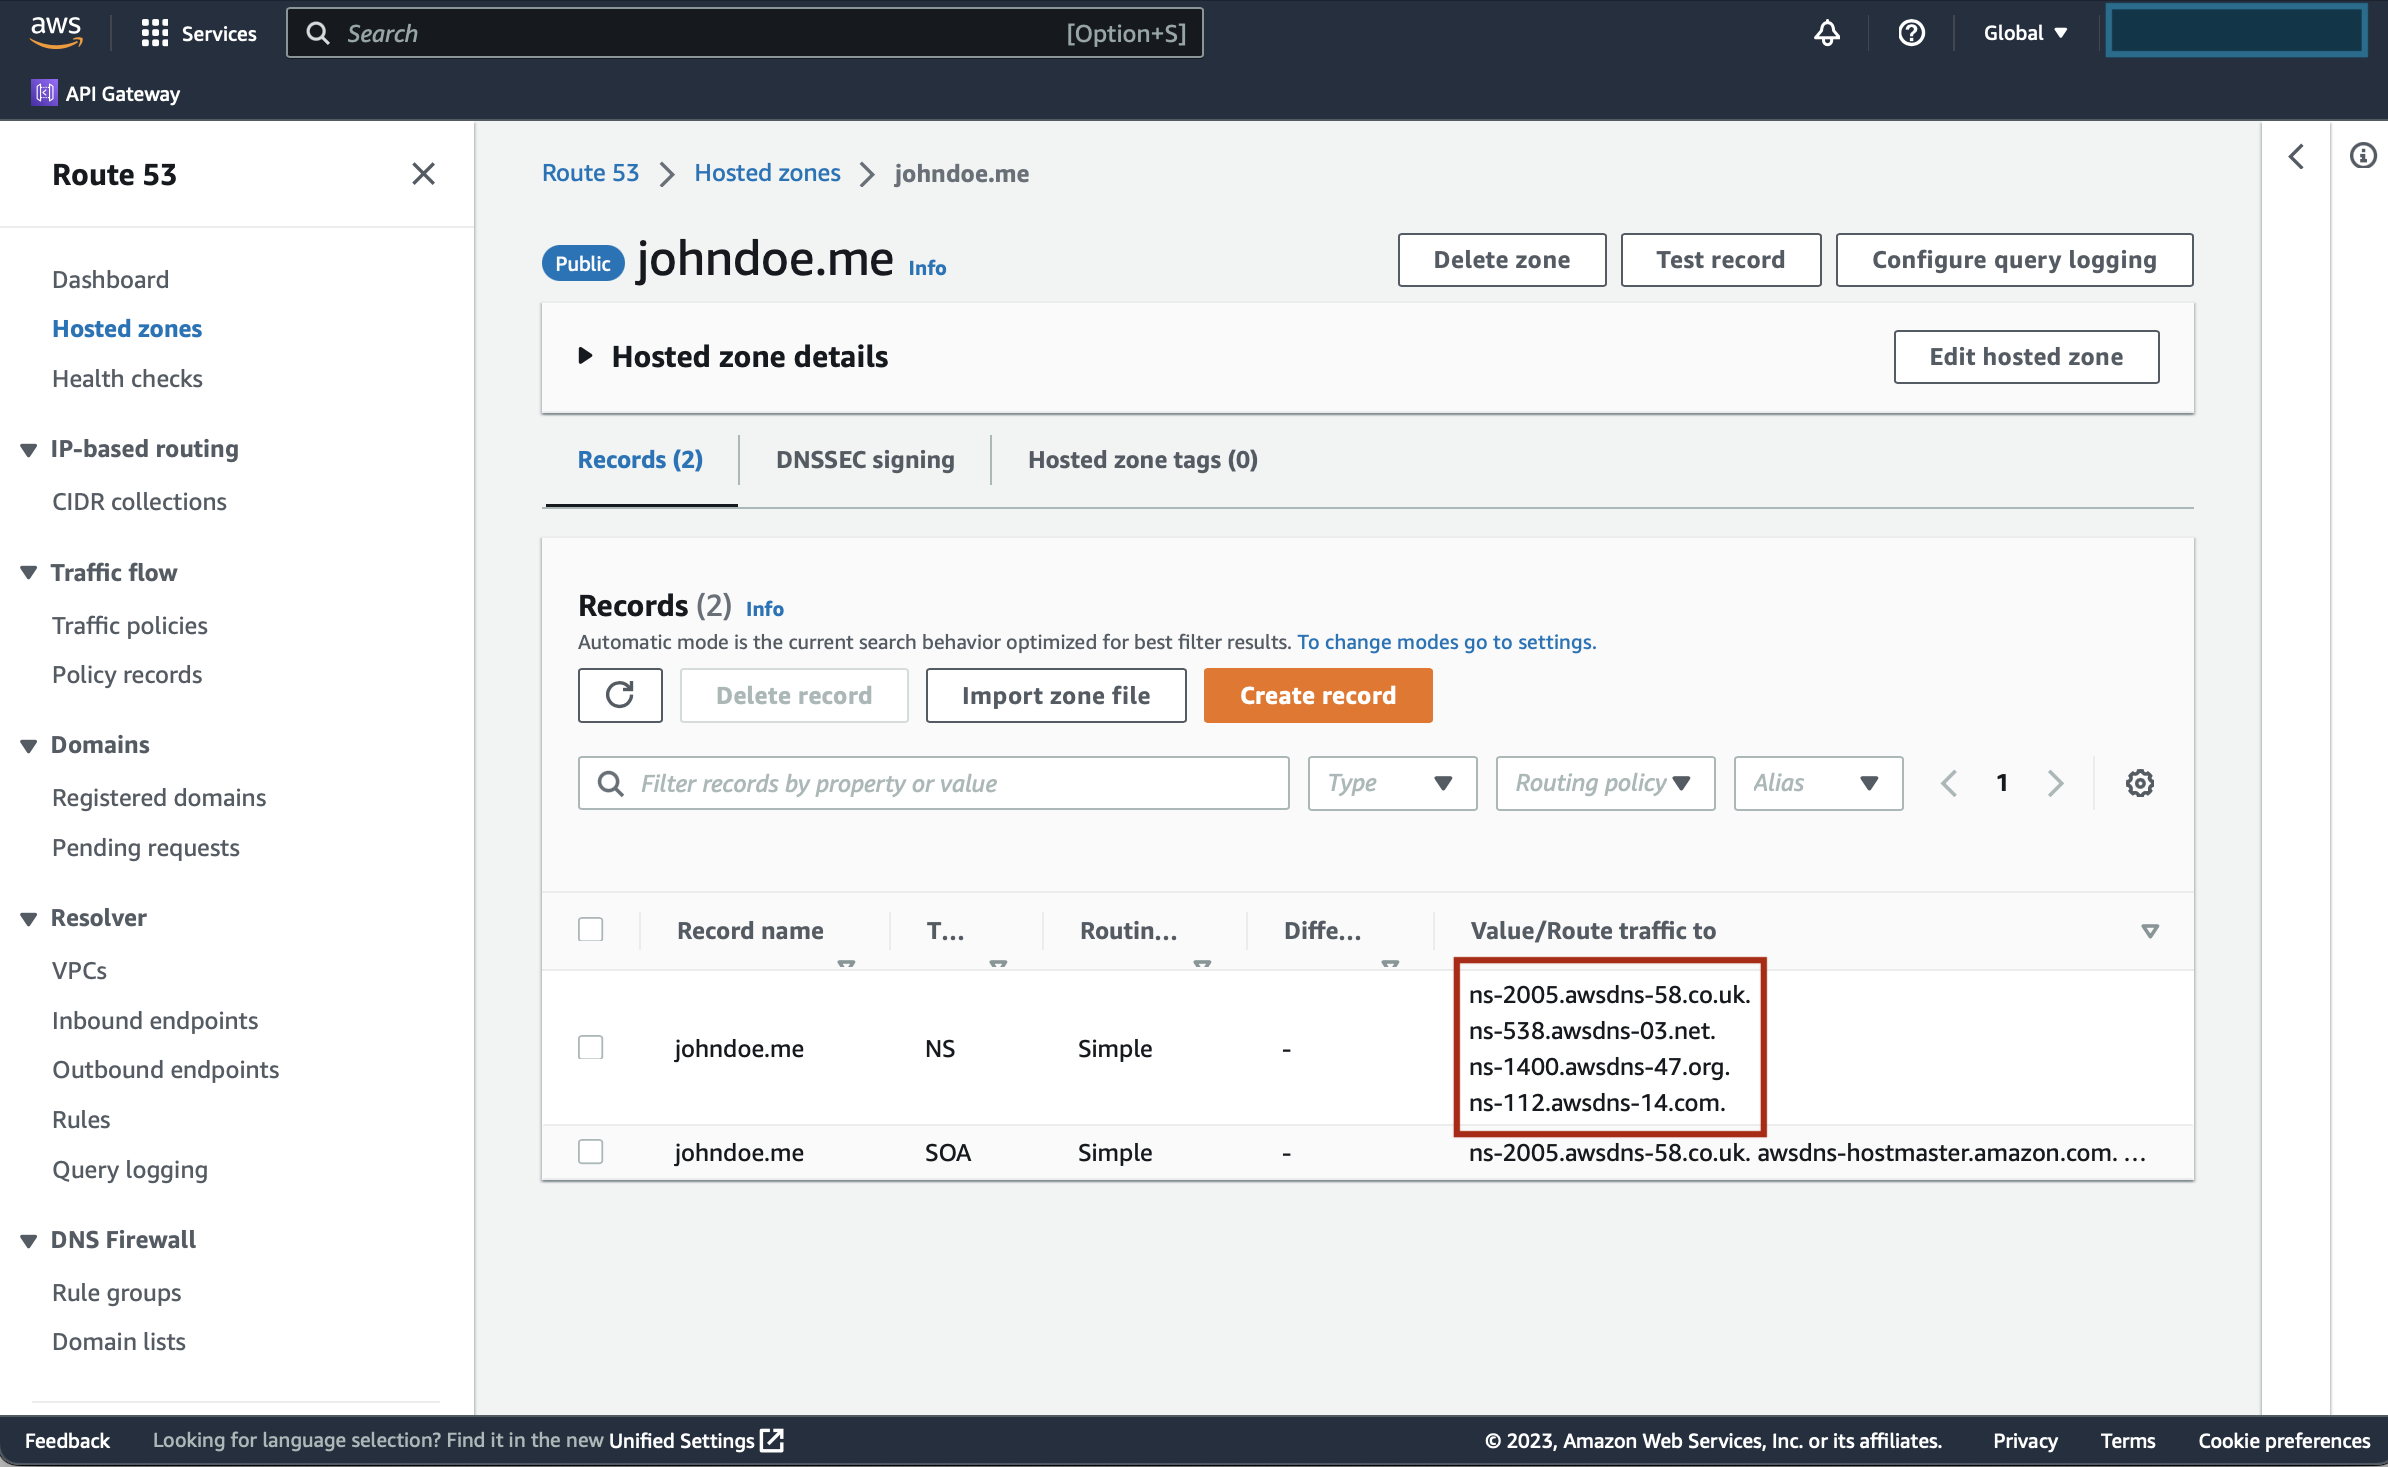 aws
Services
Search
[Option+S]
Global
API Gateway
Route 53
Dashboard
Hosted zones
Health checks
IP-based routing
CIDR collections
Traffic flow
Traffic policies
Policy records
Domains
Registered domains
Pending requests
Resolver
VPCs
Inbound endpoints
Outbound endpoints
Rules
Query logging
DNS Firewall
Rule groups
Domain lists
Route 53 > Hosted zones > johndoe.me
Public johndoe.me Info
Delete zone
Test record
Configure query logging
Hosted zone details
Edit hosted zone
Records (2)
DNSSEC signing
Hosted zone tags (0)
Records (2) Info
Automatic mode is the current search behavior optimized for best filter results. To change modes go to settings.
Delete record
Import zone file
Create record
Filter records by property or value
Type
Routing policy
Alias
1
Record name T... Routin... Diffe... Value/Route traffic to
johndoe.me NS Simple -
ns-2005.awsdns-58.co.uk.
ns-538.awsdns-03.net.
ns-1400.awsdns-47.org.
ns-112.awsdns-14.com.
johndoe.me SOA Simple - ns-2005.awsdns-58.co.uk. awsdns-hostmaster.amazon.com. ...
Feedback
Looking for language selection? Find it in the new Unified Settings
© 2023, Amazon Web Services, Inc. or its affiliates.
Privacy
Terms
Cookie preferences